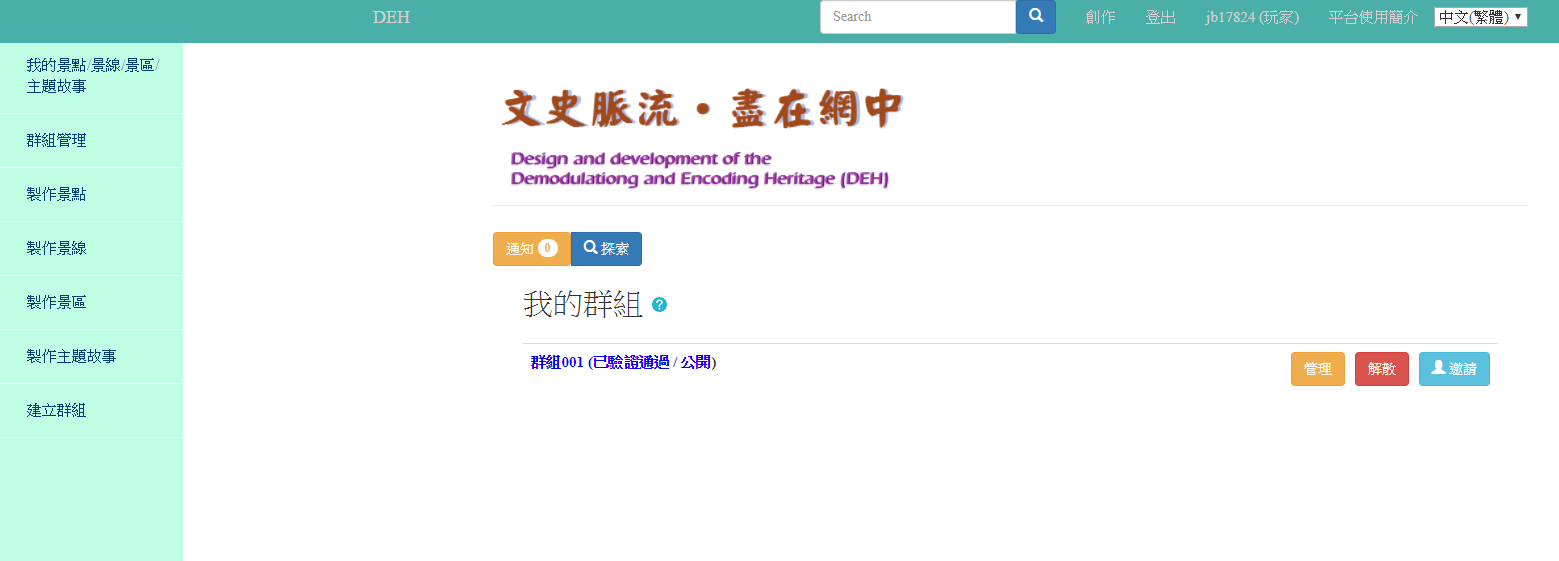 DEH
Search
創作
登出
jb17824 (玩家)
平台使用簡介
中文(繁體)
我的景點/景線/景區/
主題故事
群組管理
製作景點
製作景線
製作景區
製作主題故事
建立群組
文史脈流·盡在網中
Design and development of the
Demodulationg and Encoding Heritage (DEH)
通知 0
探索
我的群組
群組001 (已驗證通過 / 公開)
管理
解散
邀請